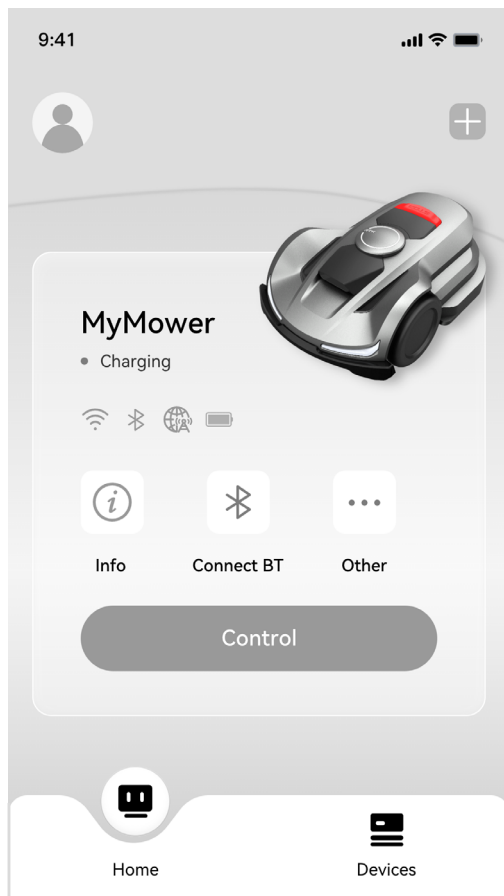 9:41
MyMower
Charging
Info
Connect BT
Other
Control
Home
Devices